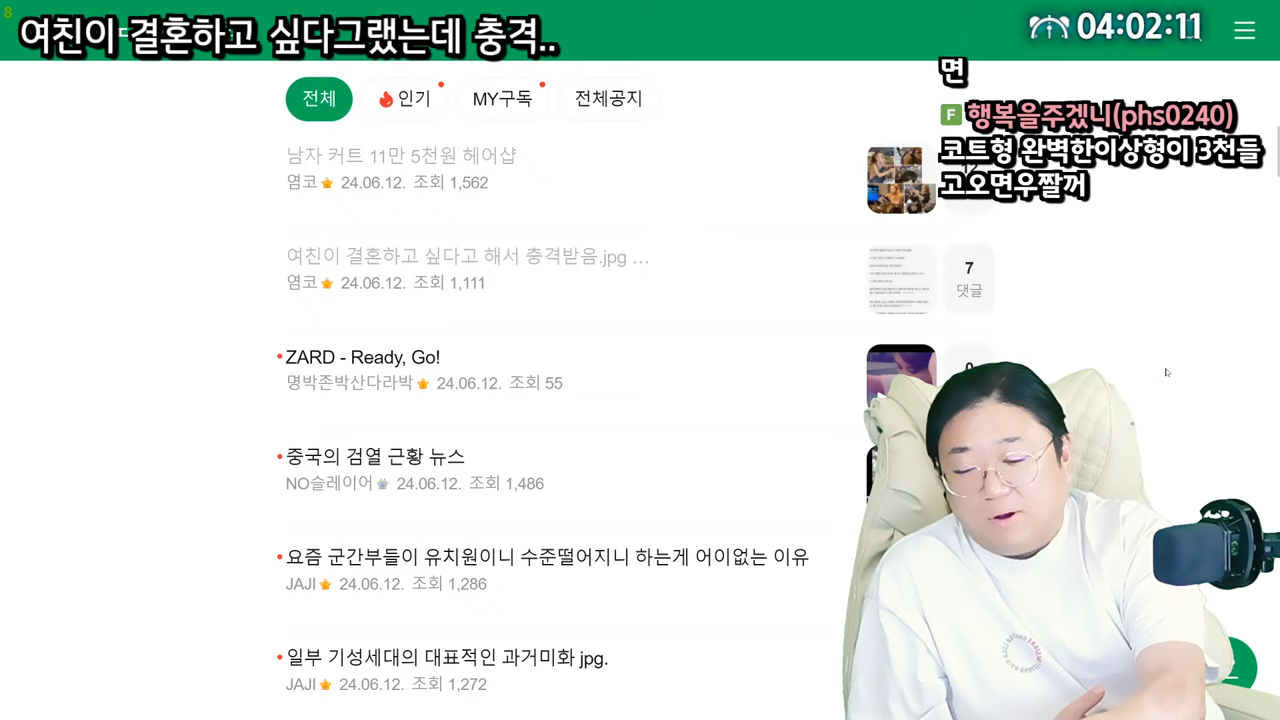 8
여친이 결혼하고 싶다그랬는데 충격..
04:02:11
면
전체
인기
MY구독
전체공지
F 행복을주겠니(phs0240)
코트형 완벽한이상형이 3천들
고오면우짤꺼
남자 커트 11만 5천원 헤어샵
염코 24.06.12. 조회 1,562
12
여친이 결혼하고 싶다고 해서 충격받음.jpg ...
염코 24.06.12. 조회 1,111
7
댓글
ZARD - Ready, Go!
명박존박산다라박 24.06.12. 조회 55
중국의 검열 근황 뉴스
NO슬레이어 24.06.12. 조회 1,486
요즘 군간부들이 유치원이니 수준떨어지니 하는게 어이없는 이유
JAJI 24.06.12. 조회 1,286
일부 기성세대의 대표적인 과거미화 jpg.
JAJI 24.06.12. 조회 1,272